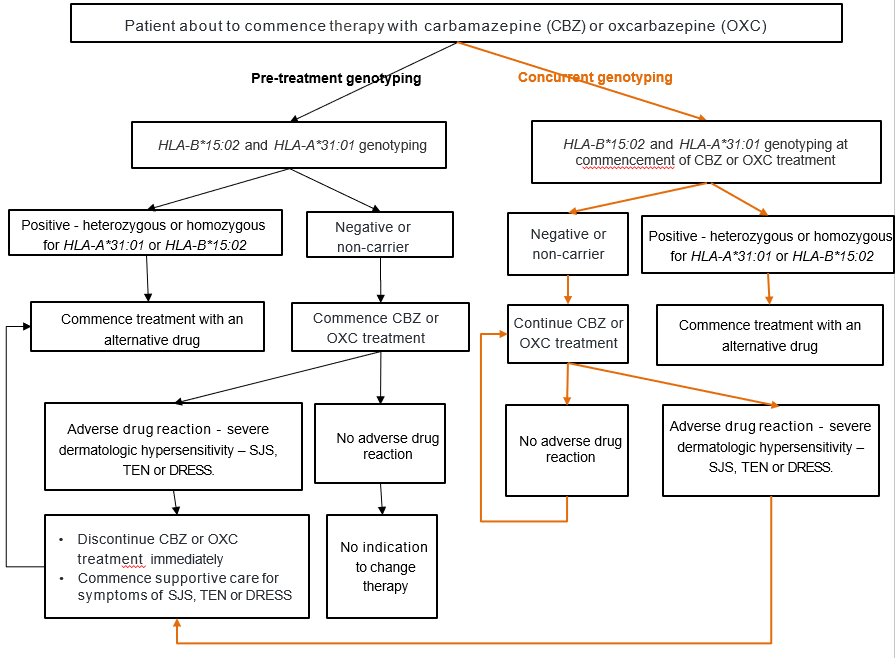 Patient about to commence therapy with carbamazepine (CBZ) or oxcarbazepine (OXC)
Pre-treatment genotyping
Concurrent genotyping
HLA-B*15:02 and HLA-A*31:01 genotyping
HLA-B*15:02 and HLA-A*31:01 genotyping at
commencement of CBZ or OXC treatment
Positive - heterozygous or homozygous
for HLA-A*31:01 or HLA-B*15:02
Negative or
non-carrier
Negative or
non-carrier
Positive - heterozygous or homozygous
for HLA-A*31:01 or HLA-B*15:02
Commence treatment with an
alternative drug
Commence CBZ or
OXC treatment
Continue CBZ or
OXC treatment
Commence treatment with an
alternative drug
Adverse drug reaction - severe
dermatologic hypersensitivity – SJS,
TEN or DRESS.
No adverse drug
reaction
No adverse drug
reaction
Adverse drug reaction - severe
dermatologic hypersensitivity –
SJS, TEN or DRESS.
• Discontinue CBZ or OXC
treatment immediately
• Commence supportive care for
symptoms of SJS, TEN or DRESS
No indication
to change
therapy